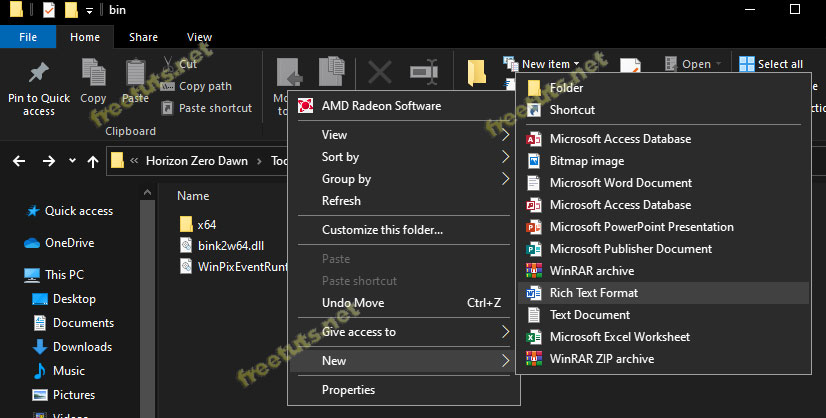 bin
File
Home
Share
View
Pin to Quick
access
Copy
Paste
Cut
Copy path
Paste shortcut
Clipboard
Mo
to
New item
Open
Select all
Horizon Zero Dawn
Too
Name
x64
bink2w64.dll
WinPixEventRunt
Quick access
OneDrive
This PC
Desktop
Documents
Downloads
Music
Pictures
Videos
AMD Radeon Software
View
Sort by
Group by
Refresh
Customize this folder...
Paste
Paste shortcut
Undo Move
Ctrl+Z
Give access to
New
Properties
Folder
Shortcut
Microsoft Access Database
Bitmap image
Microsoft Word Document
Microsoft Access Database
Microsoft PowerPoint Presentation
Microsoft Publisher Document
WinRAR archive
Rich Text Format
Text Document
Microsoft Excel Worksheet
WinRAR ZIP archive
freetuts.net
freetuts.net
freetuts.net